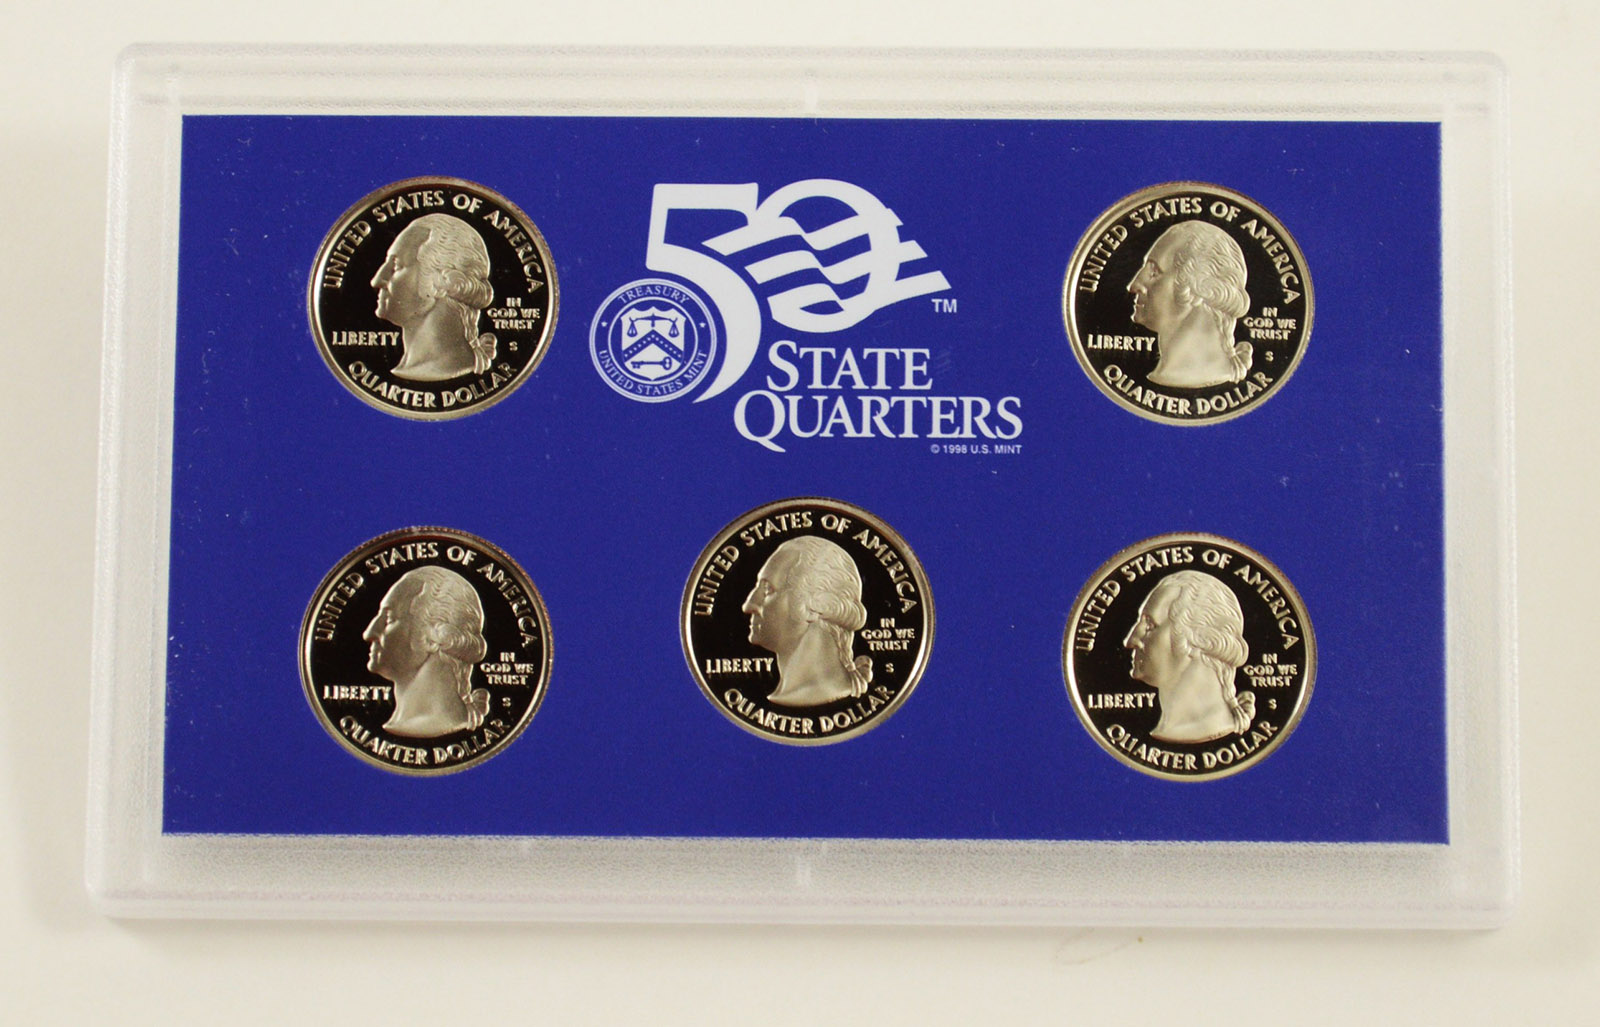 UNITED STATES OF AMERICA
LIBERTY
IN
GOD WE
TRUST
S
QUARTER DOLLAR
50
TM
TREASURY
UNITED STATES MINT
STATE
QUARTERS
© 1998 U.S. MINT
UNITED STATES OF AMERICA
LIBERTY
IN
GOD WE
TRUST
S
QUARTER DOLLAR
UNITED STATES OF AMERICA
LIBERTY
IN
GOD WE
TRUST
S
QUARTER DOLLAR
UNITED STATES OF AMERICA
LIBERTY
IN
GOD WE
TRUST
S
QUARTER DOLLAR
UNITED STATES OF AMERICA
LIBERTY
IN
GOD WE
TRUST
S
QUARTER DOLLAR